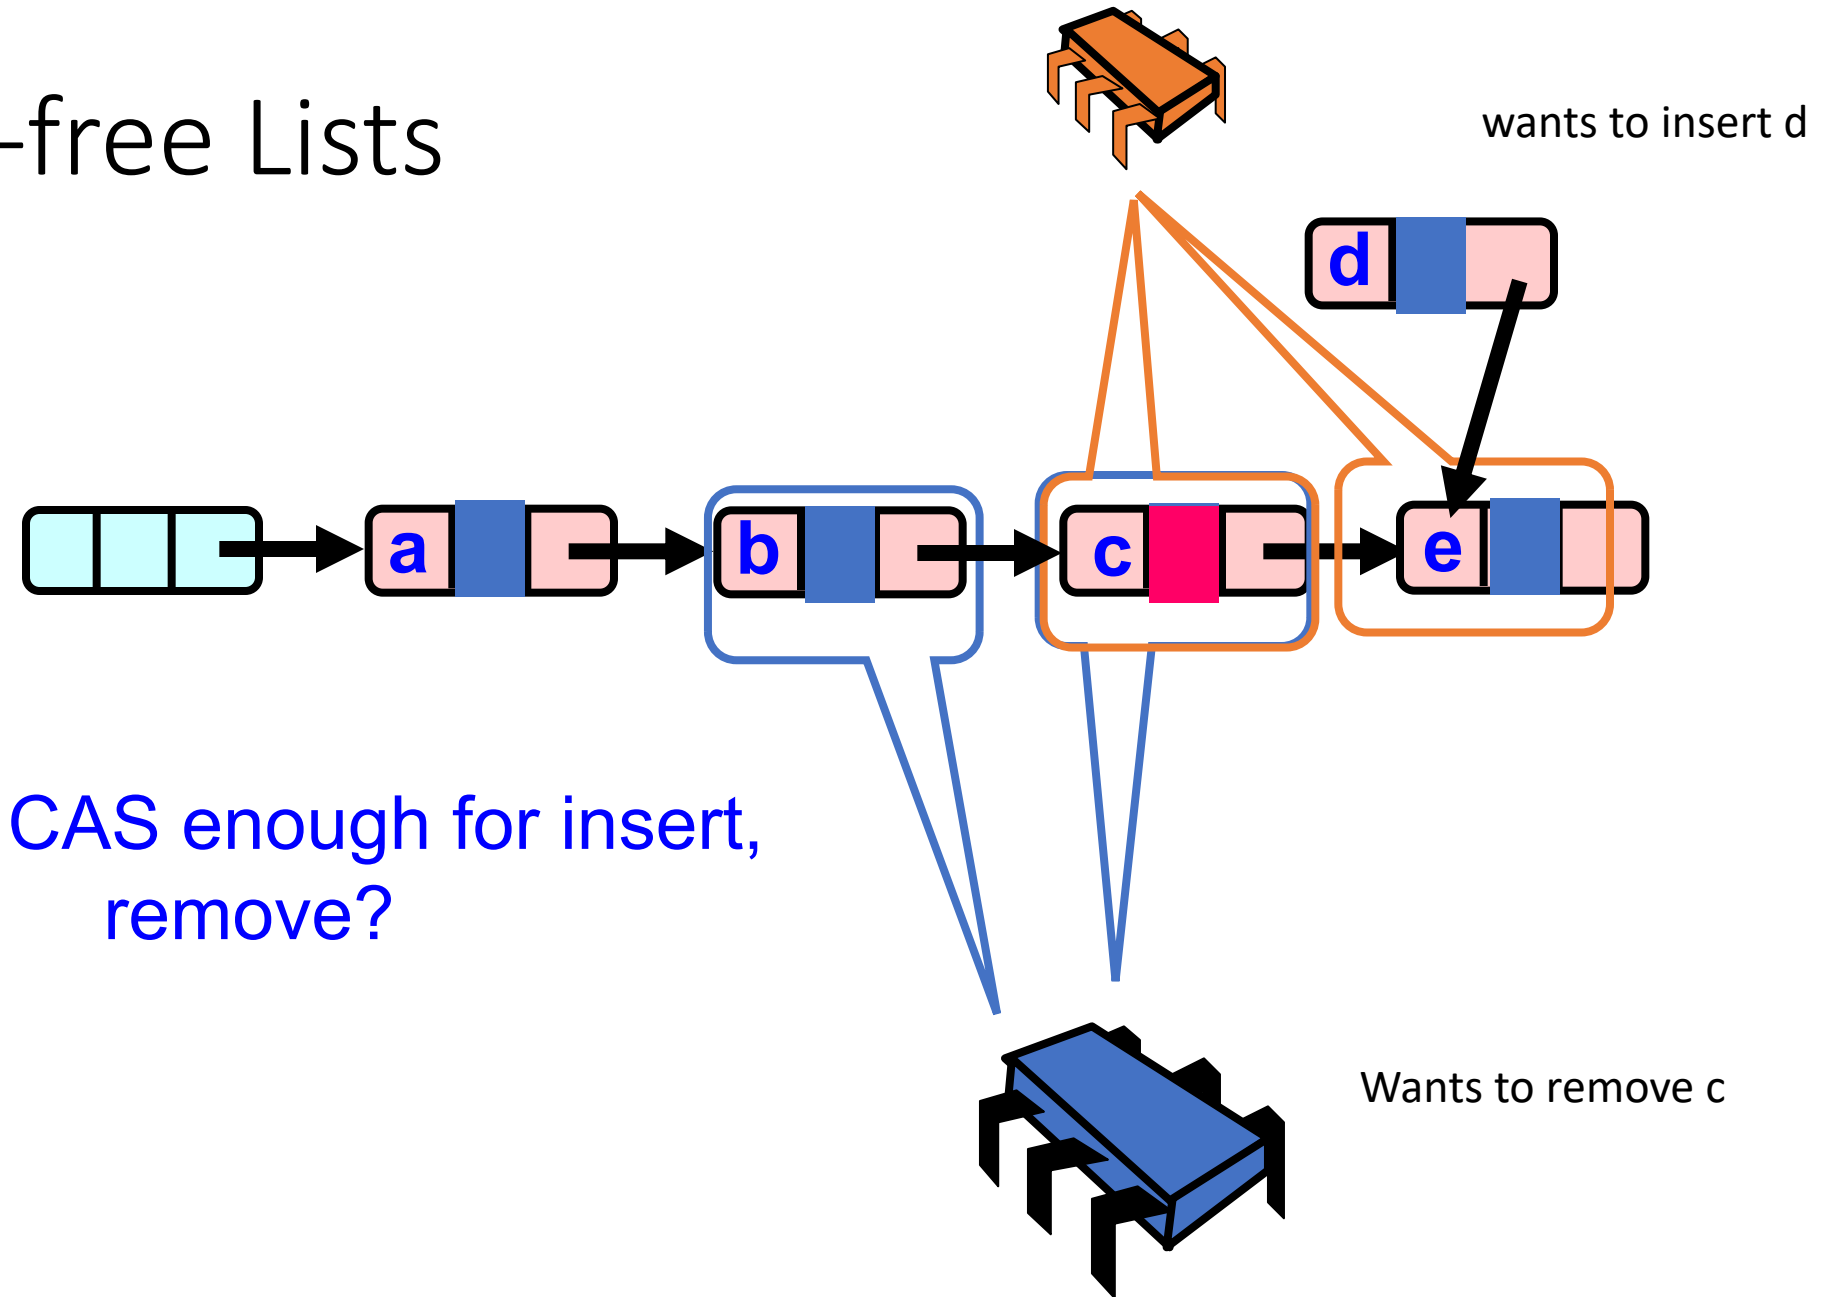 -free Lists
wants to insert d
d
a b c e
CAS enough for insert,
remove?
Wants to remove c